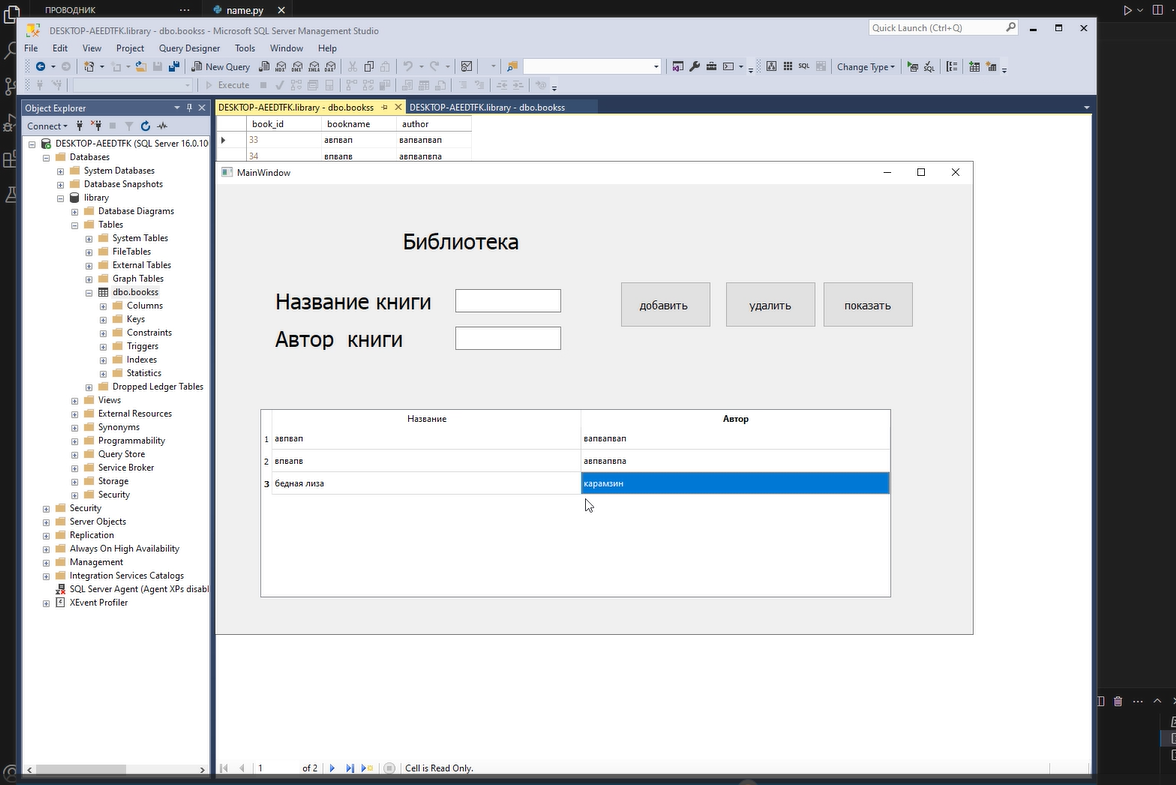 ПРОВОДНИК ··· name.py
DESKTOP-AEEDTFK.library - dbo.bookss - Microsoft SQL Server Management Studio
Quick Launch (Ctrl+Q)
File Edit View Project Query Designer Tools Window Help
New Query
Change Type
Execute
Object Explorer
DESKTOP-AEEDTFK.library - dbo.bookss
DESKTOP-AEEDTFK.library - dbo.bookss
Connect
book_id bookname author
33 авпвап вапвапвап
34 впвапв авпвапвпа
DESKTOP-AEEDTFK (SQL Server 16.0.10
Databases
System Databases
Database Snapshots
library
Database Diagrams
Tables
System Tables
FileTables
External Tables
Graph Tables
dbo.bookss
Columns
Keys
Constraints
Triggers
Indexes
Statistics
Dropped Ledger Tables
Views
External Resources
Synonyms
Programmability
Query Store
Service Broker
Storage
Security
Security
Server Objects
Replication
Always On High Availability
Management
Integration Services Catalogs
SQL Server Agent (Agent XPs disabl
XEvent Profiler
MainWindow
Библиотека
Название книги
Автор книги
добавить удалить показать
Название Автор
1 авпвап вапвапвап
2 впвапв авпвапвпа
3 бедная лиза карамзин
1 of 2 Cell is Read Only.